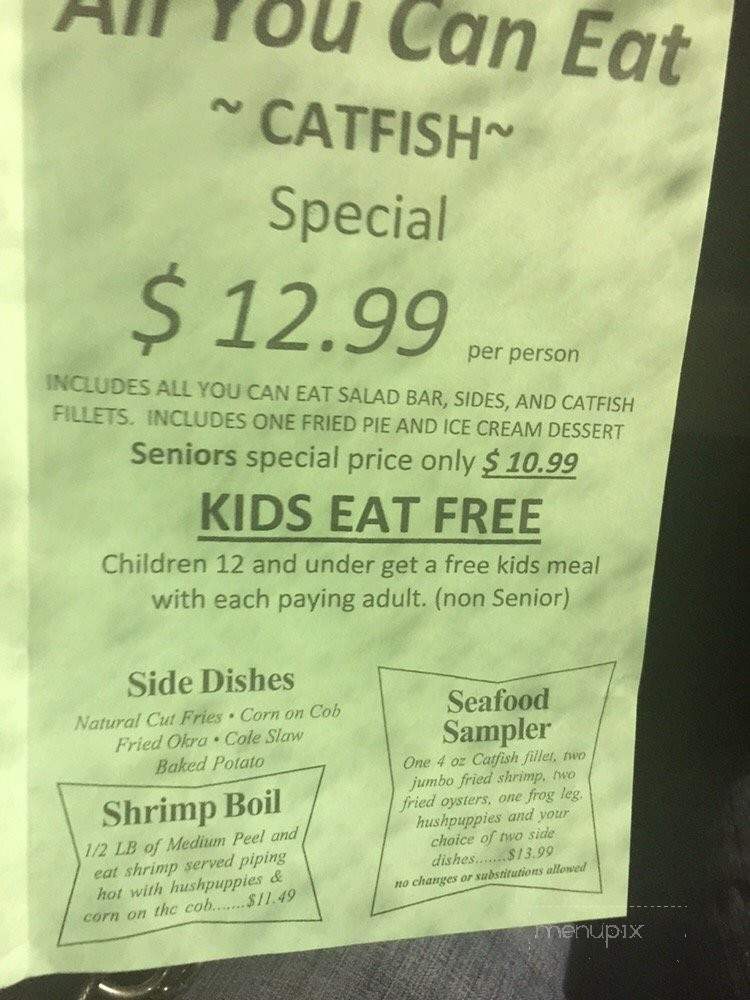 All You Can Eat
~ CATFISH~
Special
$ 12.99 per person
INCLUDES ALL YOU CAN EAT SALAD BAR, SIDES, AND CATFISH
FILLETS. INCLUDES ONE FRIED PIE AND ICE CREAM DESSERT
Seniors special price only $ 10.99
KIDS EAT FREE
Children 12 and under get a free kids meal
with each paying adult. (non Senior)
Side Dishes
Natural Cut Fries • Corn on Cob
Fried Okra • Cole Slaw
Baked Potato
Shrimp Boil
1/2 LB of Medium Peel and
eat shrimp served piping
hot with hushpuppies &
corn on the cob.......$11.49
Seafood
Sampler
One 4 oz Catfish fillet, two
jumbo fried shrimp, two
fried oysters, one frog leg,
hushpuppies and your
choice of two side
dishes.......$13.99
no changes or substitutions allowed
menupix